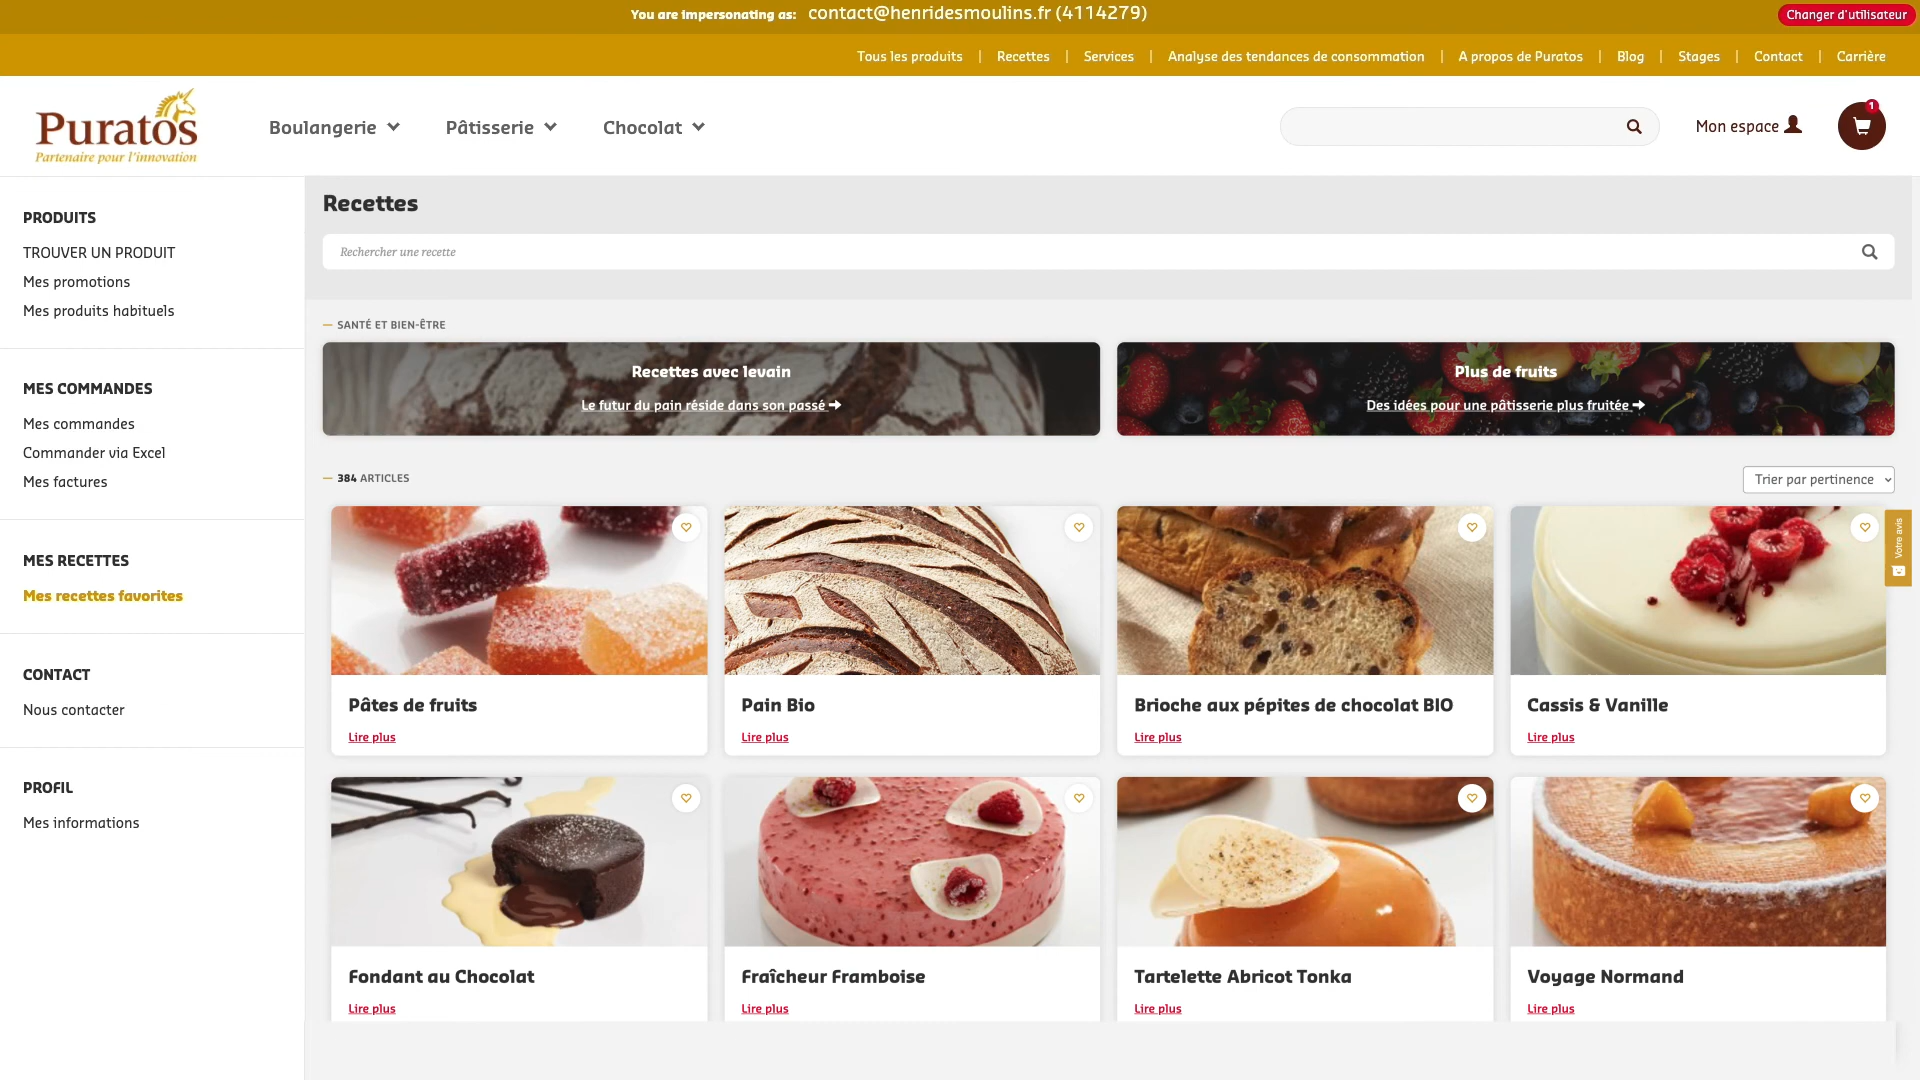 You are impersonating as: contact@henridesmoulins.fr (4114279)
Changer d'utilisateur
Tous les produits | Recettes | Services | Analyse des tendances de consommation | A propos de Puratos | Blog | Stages | Contact | Carrière
Puratos
Partenaire pour l'innovation
Boulangerie Pâtisserie Chocolat
Mon espace
1
PRODUITS
TROUVER UN PRODUIT
Mes promotions
Mes produits habituels
MES COMMANDES
Mes commandes
Commander via Excel
Mes factures
MES RECETTES
Mes recettes favorites
CONTACT
Nous contacter
PROFIL
Mes informations
Recettes
Rechercher une recette
SANTÉ ET BIEN-ÊTRE
Recettes avec levain
Le futur du pain réside dans son passé
Plus de fruits
Des idées pour une pâtisserie plus fruitée
384 ARTICLES
Trier par pertinence
Votre avis
Pâtes de fruits
Lire plus
Pain Bio
Lire plus
Brioche aux pépites de chocolat BIO
Lire plus
Cassis & Vanille
Lire plus
Fondant au Chocolat
Lire plus
Fraîcheur Framboise
Lire plus
Tartelette Abricot Tonka
Lire plus
Voyage Normand
Lire plus